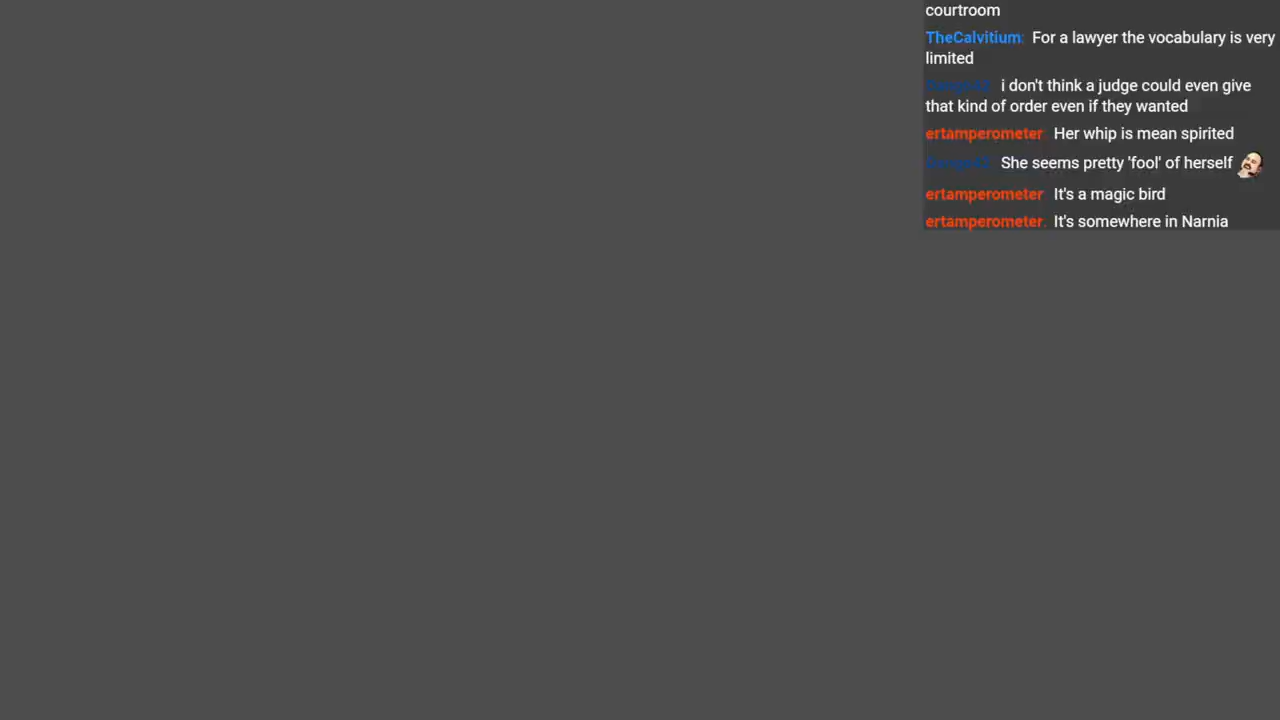 courtroom
TheCalvitium: For a lawyer the vocabulary is very
limited
i don't think a judge could even give
that kind of order even if they wanted
ertamperometer: Her whip is mean spirited
She seems pretty 'fool' of herself
ertamperometer: It's a magic bird
ertamperometer: It's somewhere in Narnia